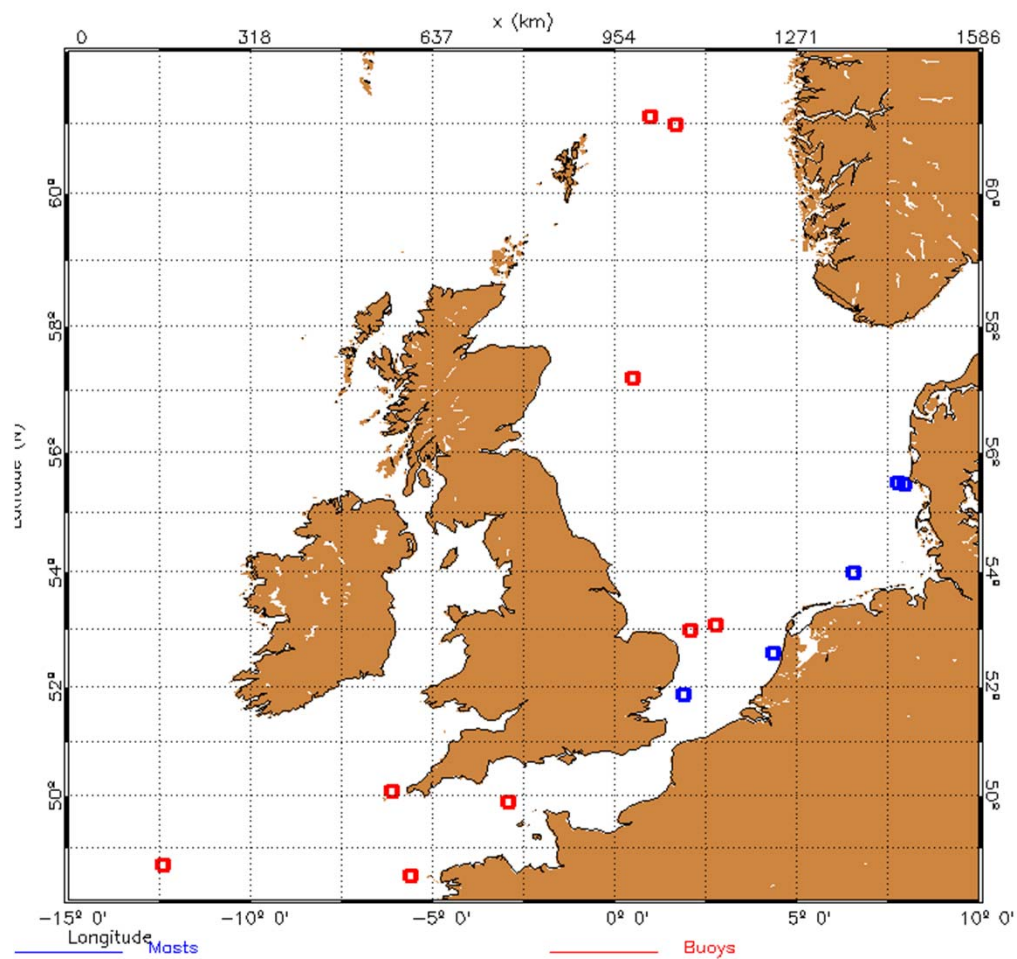 x (km)
0 318 637 954 1271 1586
60º 60º
58º 58º
56º 56º
Latitude (N)
54º 54º
52º 52º
50º 50º
-15º 0' -10º 0' -5º 0' 0º 0' 5º 0' 10º 0'
Longitude
Masts Buoys